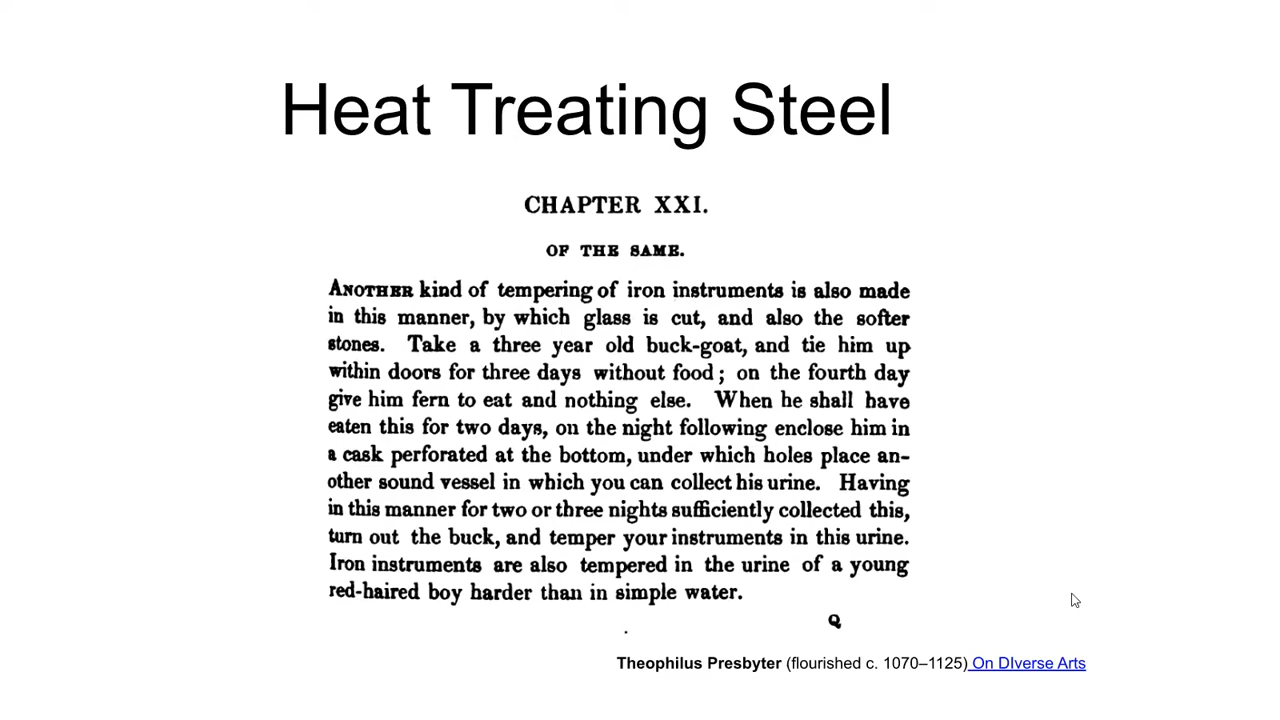 Heat Treating Steel
CHAPTER XXI.
OF THE SAME.
ANOTHER kind of tempering of iron instruments is also made
in this manner, by which glass is cut, and also the softer
stones. Take a three year old buck-goat, and tie him up
within doors for three days without food; on the fourth day
give him fern to eat and nothing else. When he shall have
eaten this for two days, on the night following enclose him in
a cask perforated at the bottom, under which holes place an-
other sound vessel in which you can collect his urine. Having
in this manner for two or three nights sufficiently collected this,
turn out the buck, and temper your instruments in this urine.
Iron instruments are also tempered in the urine of a young
red-haired boy harder than in simple water.
Q
Theophilus Presbyter (flourished c. 1070–1125) On DIverse Arts